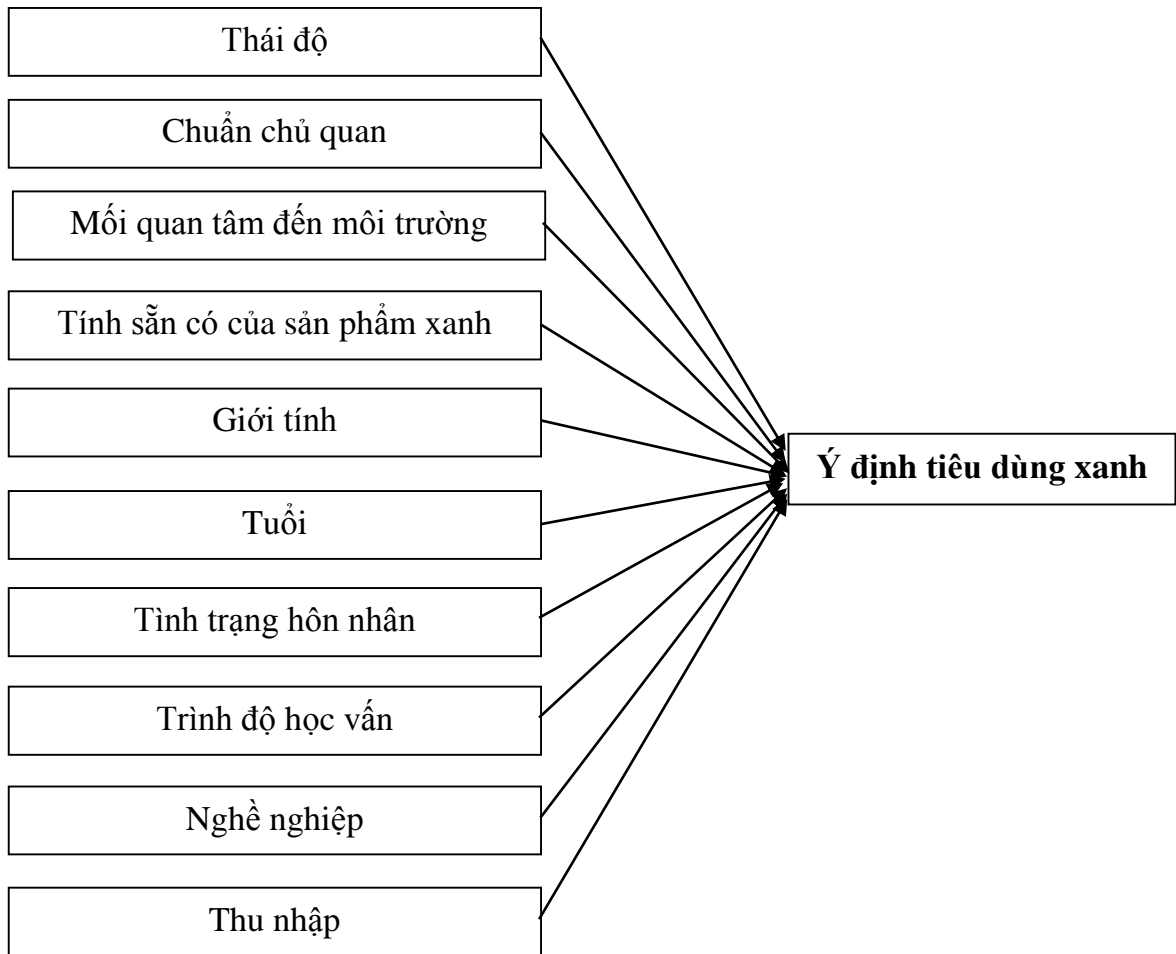 Thái độ
Chuẩn chủ quan
Mối quan tâm đến môi trường
Tính sẵn có của sản phẩm xanh
Giới tính
Tuổi
Tình trạng hôn nhân
Trình độ học vấn
Nghề nghiệp
Thu nhập
Ý định tiêu dùng xanh